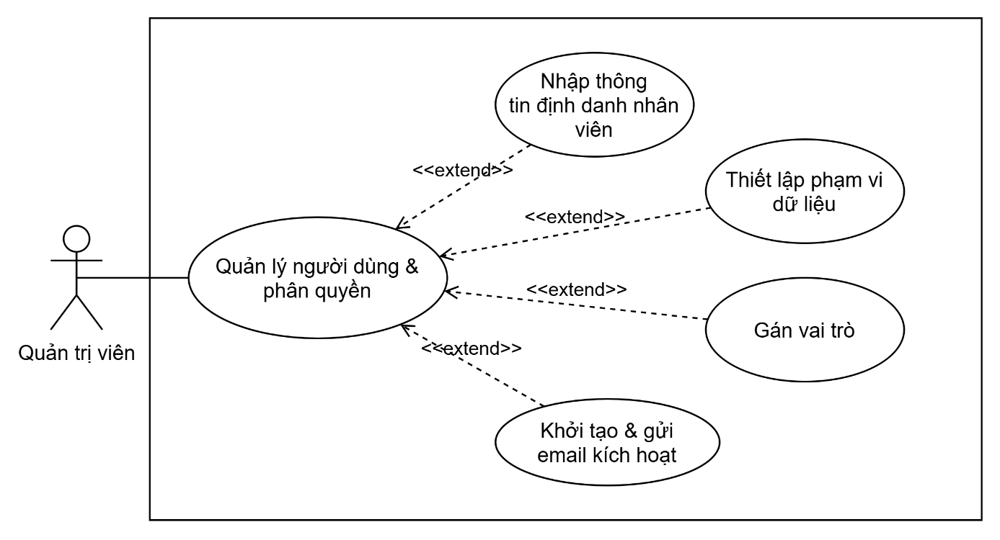 Nhập thông
tin định danh nhân
viên
<<extend>>
Thiết lập phạm vi
dữ liệu
<<extend>>
Quản lý người dùng &
phân quyền
<<extend>>
Gán vai trò
Quản trị viên
<<extend>>
Khởi tạo & gửi
email kích hoạt